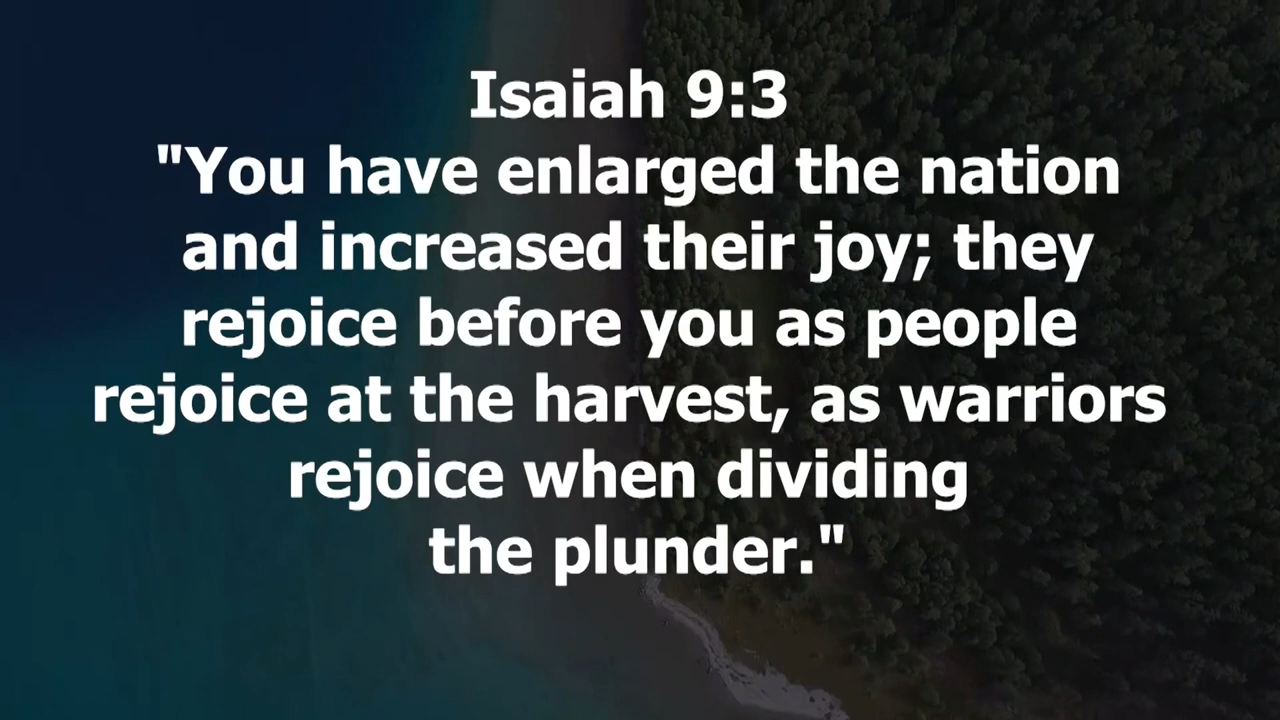 Isaiah 9:3
"You have enlarged the nation
and increased their joy; they
rejoice before you as people
rejoice at the harvest, as warriors
rejoice when dividing
the plunder."